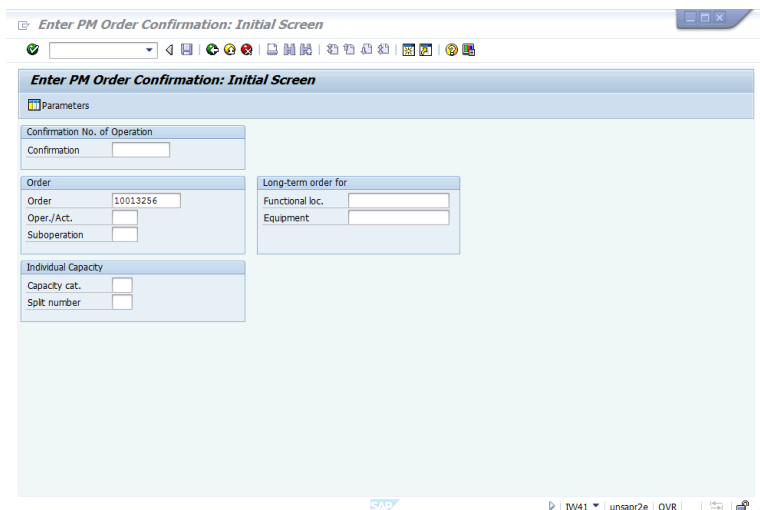 Enter PM Order Confirmation: Initial Screen
Enter PM Order Confirmation: Initial Screen
Parameters
Confirmation No. of Operation
Confirmation
Order
Long-term order for
Order 10013256
Functional loc.
Oper./Act.
Equipment
Suboperation
Individual Capacity
Capacity cat.
Split number
SAP
IW41
unsapr2e
OVR